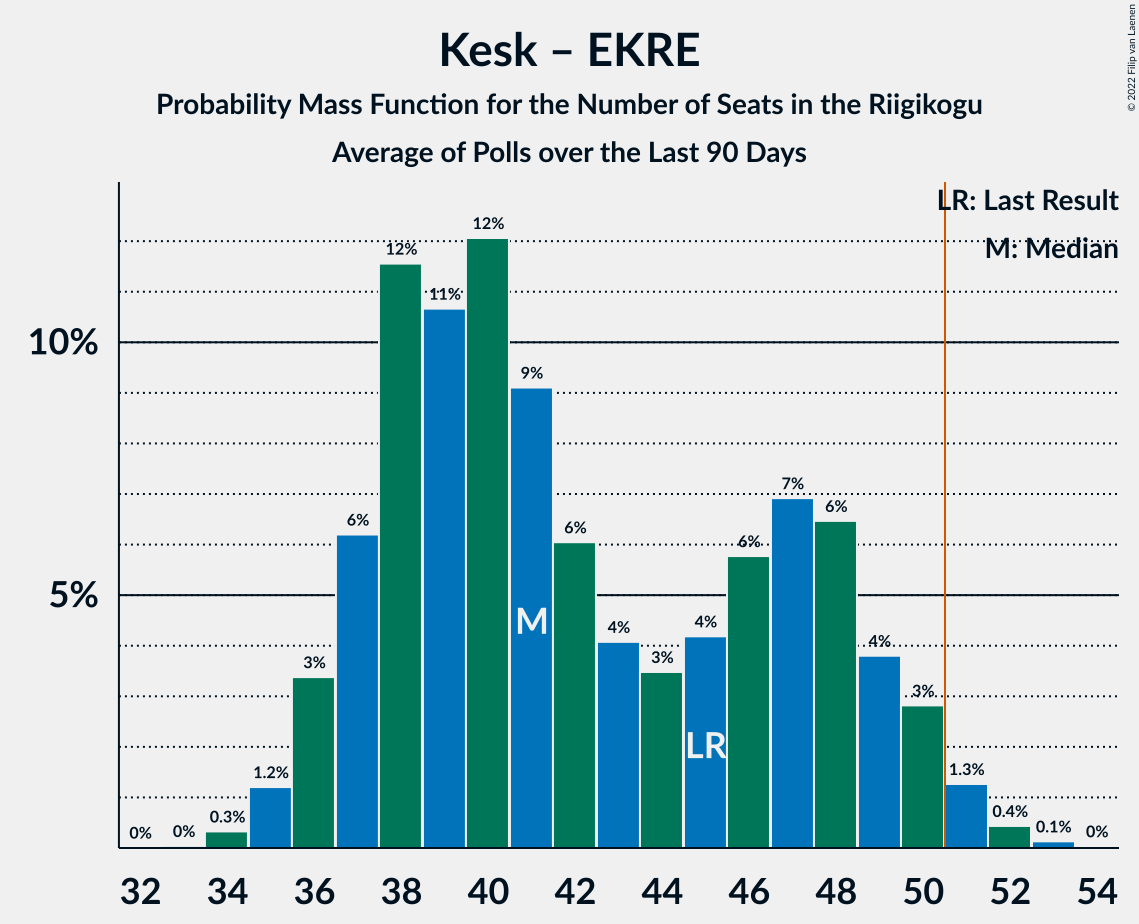 © 2022 Filip van Laenen
Kesk – EKRE
Probability Mass Function for the Number of Seats in the Riigikogu
Average of Polls over the Last 90 Days
LR: Last Result
M: Median
10%
5%
0% 0% 0.3% 1.2% 3% 6% 12% 11% 12% 9% 6% 4% 3% 4% 6% 7% 6% 4% 3% 1.3% 0.4% 0.1% 0%
M
LR
32 34 36 38 40 42 44 46 48 50 52 54